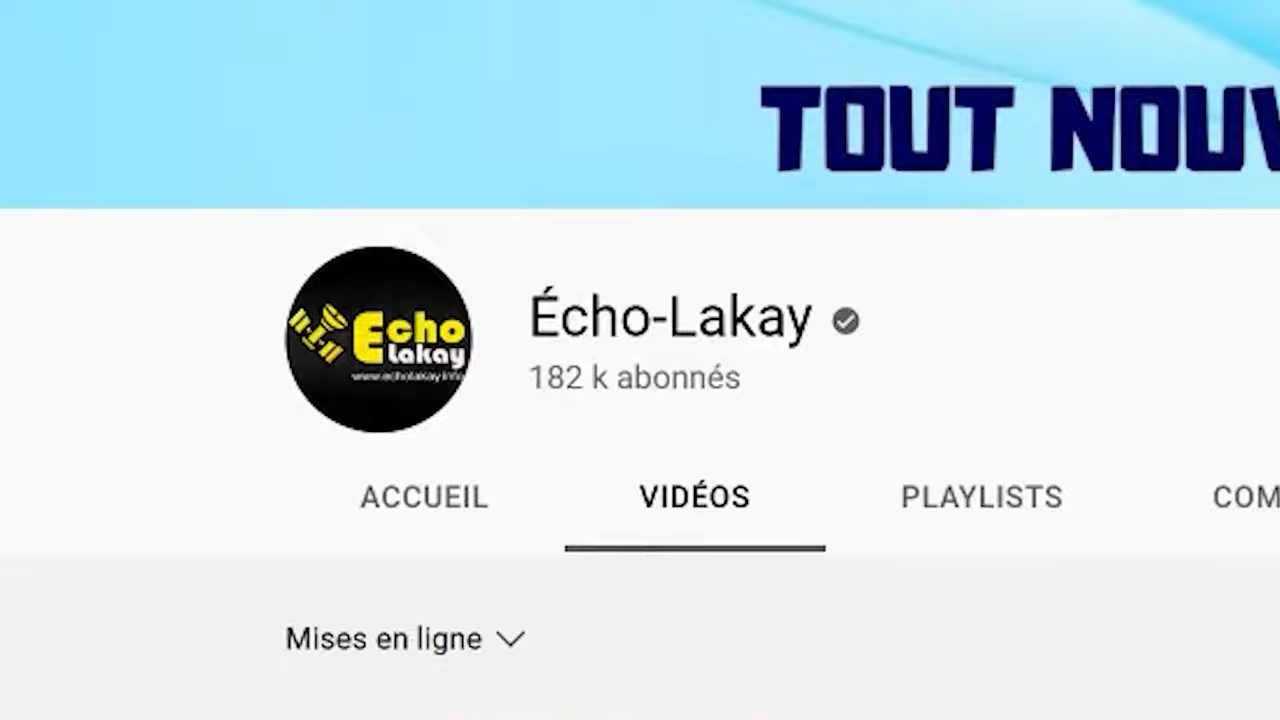 TOUT NOUV
Echo
Lakay
www.echolakay.info
Écho-Lakay
182 k abonnés
ACCUEIL VIDÉOS PLAYLISTS COM
Mises en ligne